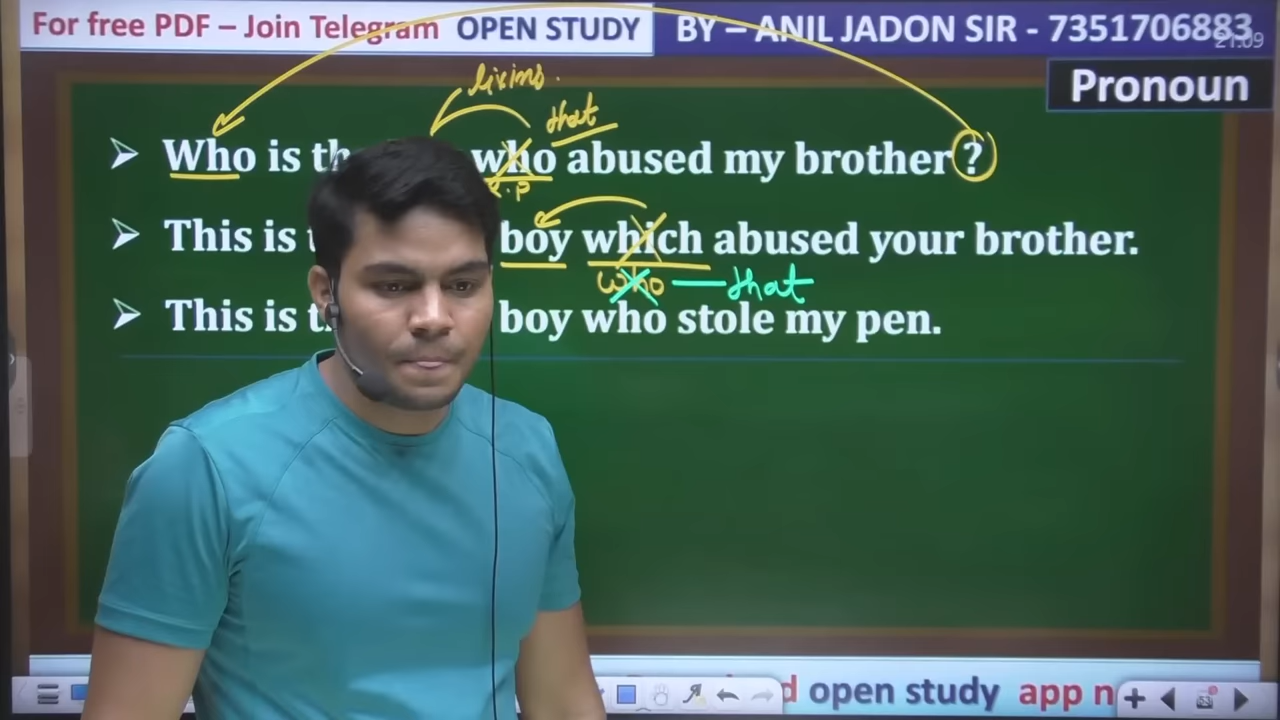 For free PDF – Join Telegram OPEN STUDY BY – ANIL JADON SIR - 7351706883
21:09
Pronoun
living.
that
➤ Who is th who abused my brother ?
R.P
➤ This is t boy which abused your brother.
who — that
➤ This is t boy who stole my pen.
d open study app n